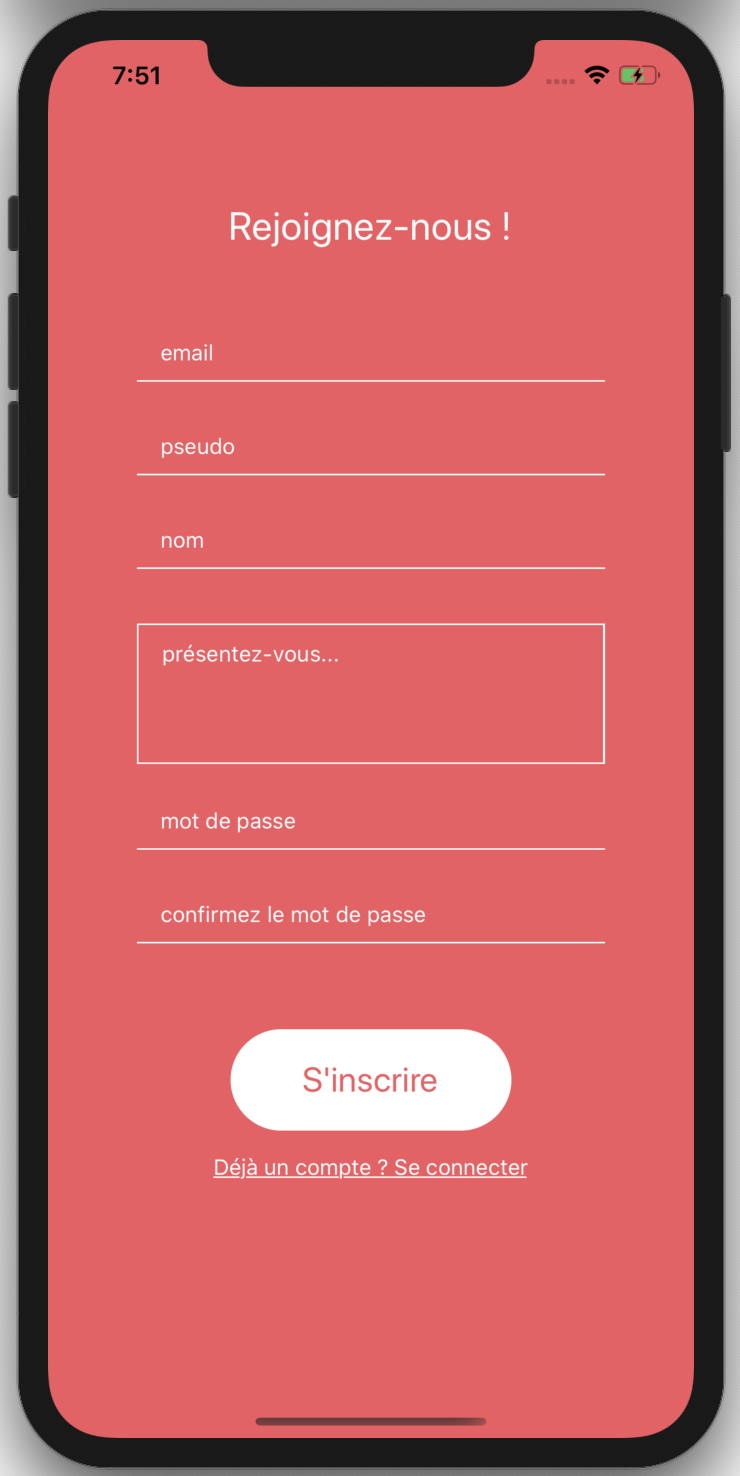 7:51
Rejoignez-nous !
email
pseudo
nom
présentez-vous...
mot de passe
confirmez le mot de passe
S'inscrire
Déjà un compte ? Se connecter